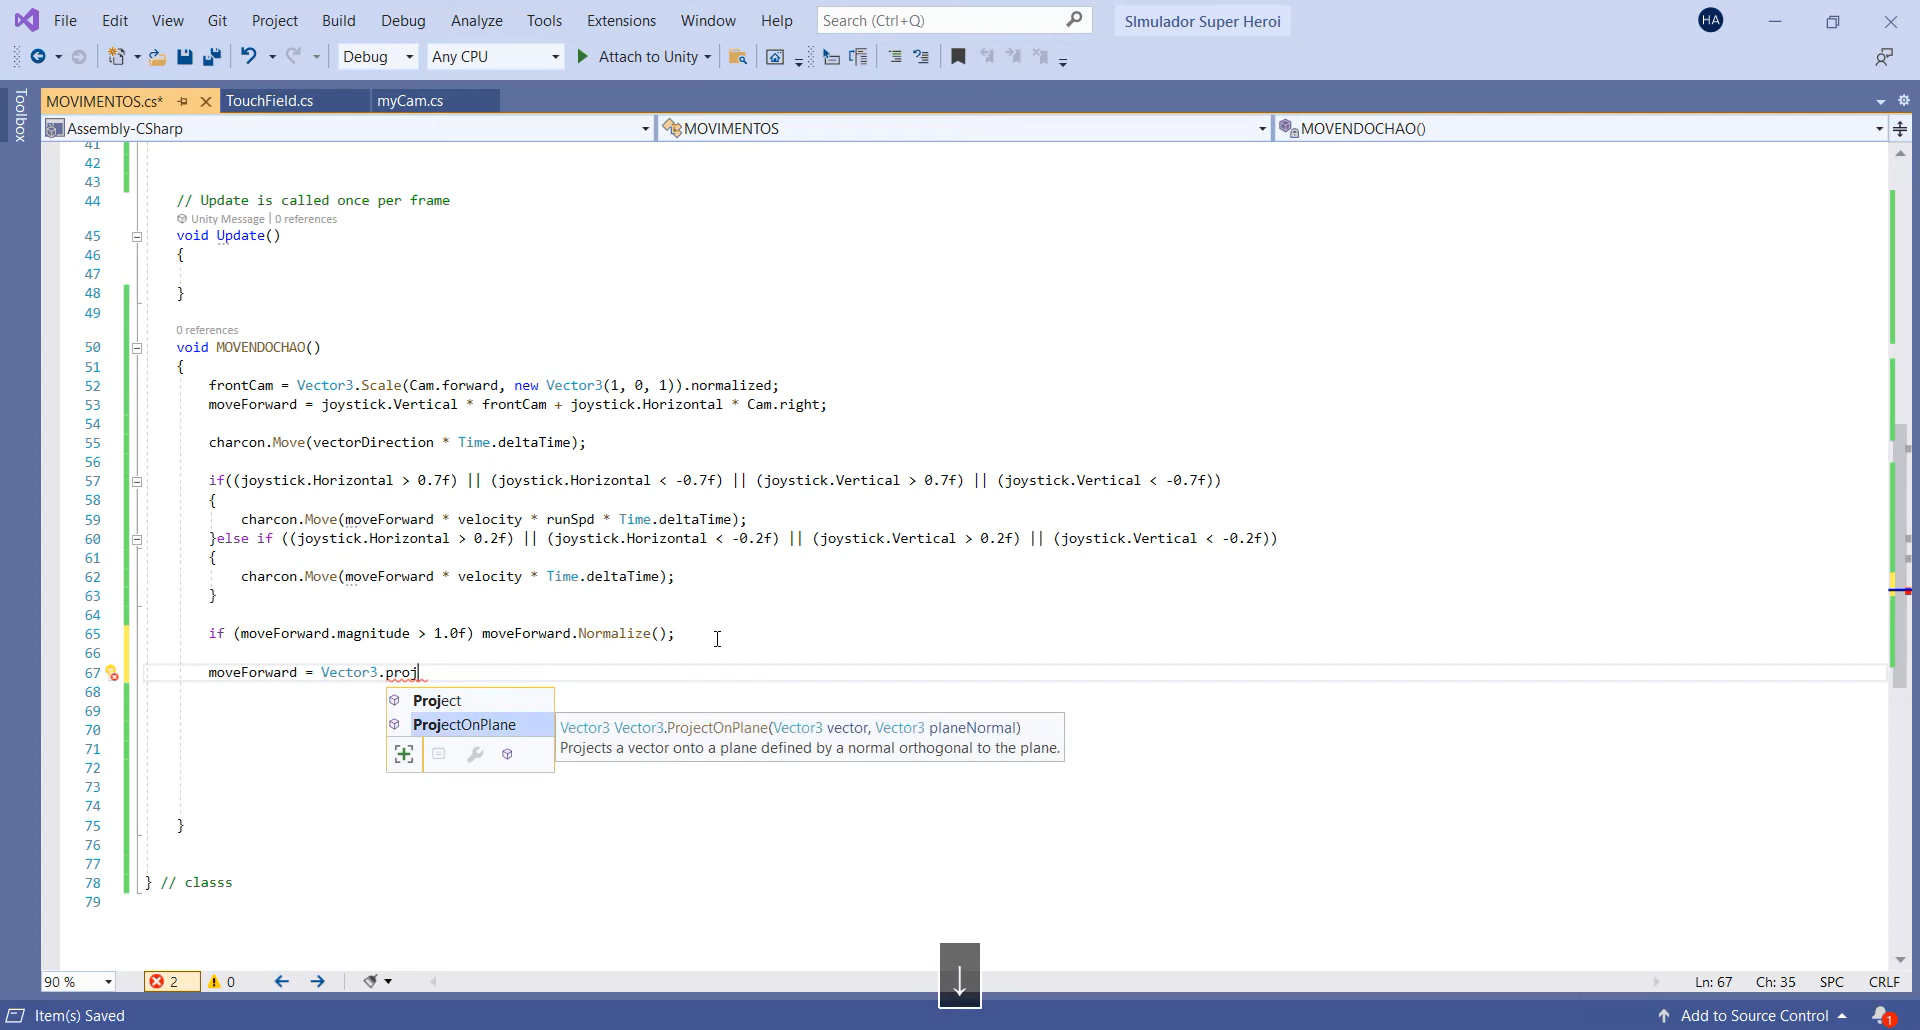 File Edit View Git Project Build Debug Test Analyze Tools Extensions Window Help Search (Ctrl+Q) SImulador Super Heroi HA
Debug Any CPU Attach to Unity
Toolbox
MOVIMENTOS.cs* TouchField.cs myCam.cs
Assembly-CSharp MOVIMENTOS MOVENDOCHAO()
41
42
43
44 // Update is called once per frame
Unity Message | 0 references
45 void Update()
46 {
47
48 }
49
0 references
50 void MOVENDOCHAO()
51 {
52 frontCam = Vector3.Scale(Cam.forward, new Vector3(1, 0, 1)).normalized;
53 moveForward = joystick.Vertical * frontCam + joystick.Horizontal * Cam.right;
54
55 charcon.Move(vectorDirection * Time.deltaTime);
56
57 if((joystick.Horizontal > 0.7f) || (joystick.Horizontal < -0.7f) || (joystick.Vertical > 0.7f) || (joystick.Vertical < -0.7f))
58 {
59 charcon.Move(moveForward * velocity * runSpd * Time.deltaTime);
60 }else if ((joystick.Horizontal > 0.2f) || (joystick.Horizontal < -0.2f) || (joystick.Vertical > 0.2f) || (joystick.Vertical < -0.2f))
61 {
62 charcon.Move(moveForward * velocity * Time.deltaTime);
63 }
64
65 if (moveForward.magnitude > 1.0f) moveForward.Normalize();
66
67 moveForward = Vector3.proj
68 Project
69 ProjectOnPlane Vector3 Vector3.ProjectOnPlane(Vector3 vector, Vector3 planeNormal)
70 Projects a vector onto a plane defined by a normal orthogonal to the plane.
71
72
73
74
75 }
76
77
78 } // classs
79
90 % 2 0 Ln: 67 Ch: 35 SPC CRLF
Item(s) Saved Add to Source Control 1